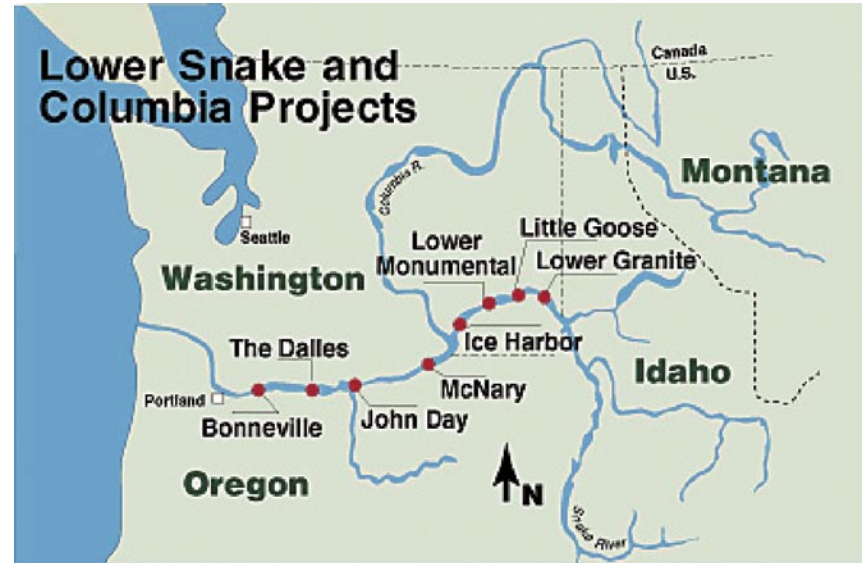 Lower Snake and
Columbia Projects
Canada
U.S.
Montana
Columbia R.
Seattle
Washington
Little Goose
Lower
Monumental
Lower Granite
Ice Harbor
The Dalles
McNary
Idaho
Portland
Bonneville
John Day
Oregon
N
Snake River